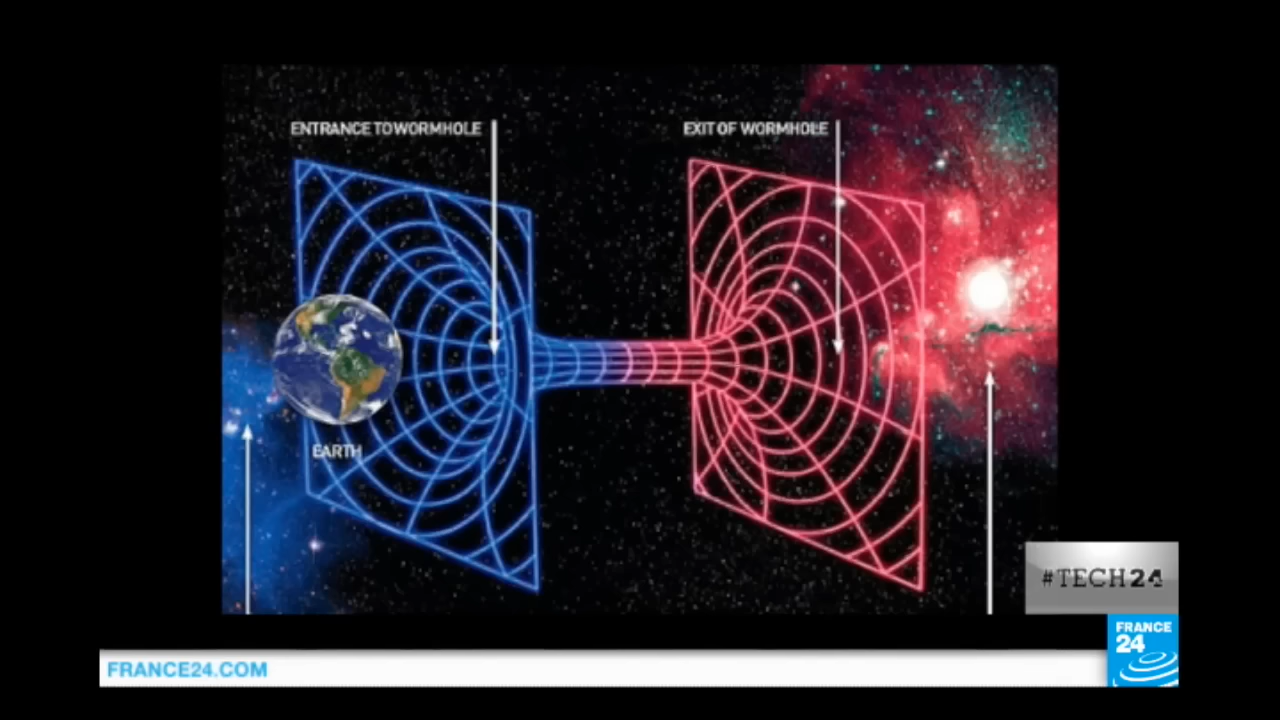 ENTRANCE TO WORMHOLE
EXIT OF WORMHOLE
EARTH
#TECH24
FRANCE
24
FRANCE24.COM